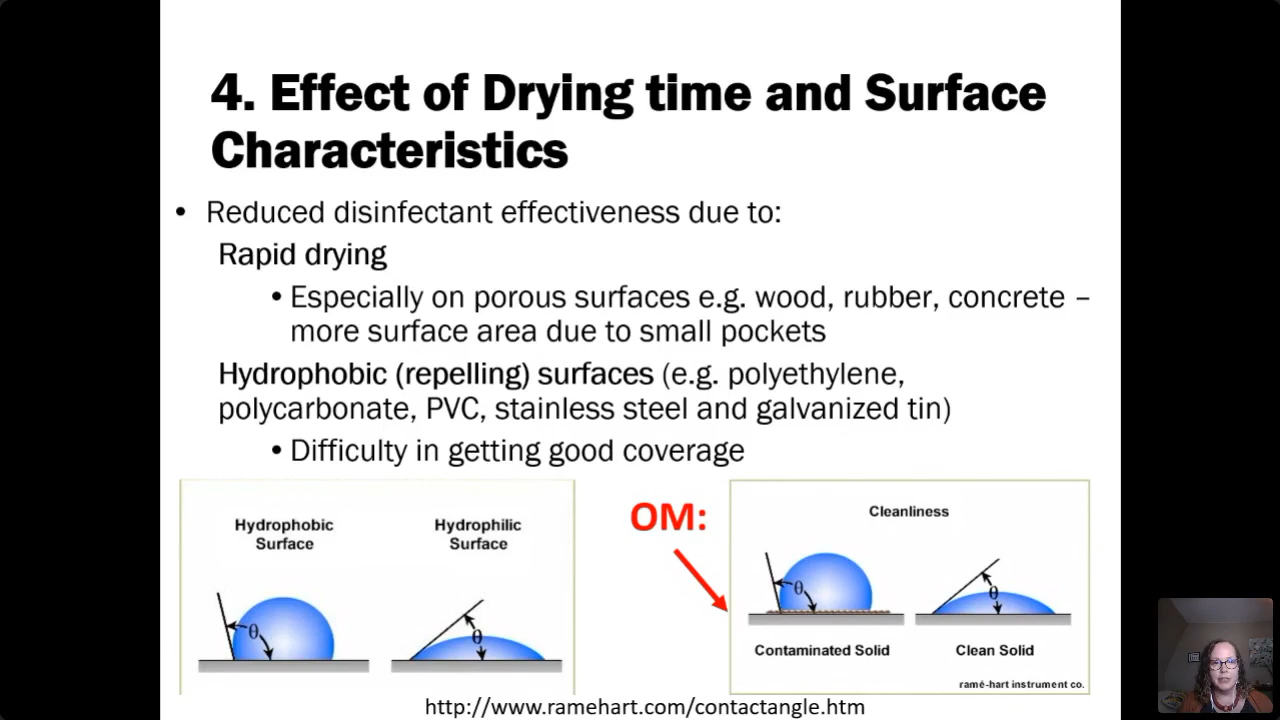 4. Effect of Drying time and Surface
Characteristics
• Reduced disinfectant effectiveness due to:
Rapid drying
• Especially on porous surfaces e.g. wood, rubber, concrete –
more surface area due to small pockets
Hydrophobic (repelling) surfaces (e.g. polyethylene,
polycarbonate, PVC, stainless steel and galvanized tin)
• Difficulty in getting good coverage
Hydrophobic
Surface
Hydrophilic
Surface
θ
θ
OM:
Cleanliness
θ
θ
Contaminated Solid
Clean Solid
ramé-hart instrument co.
http://www.ramehart.com/contactangle.htm